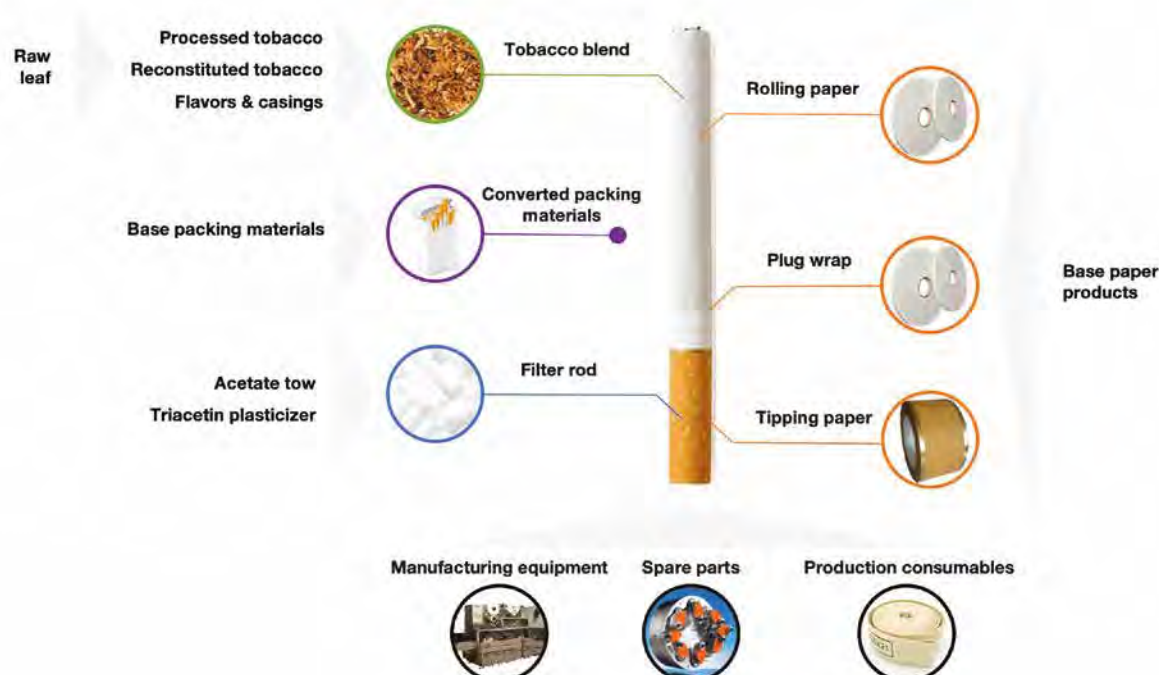 Raw
leaf
Processed tobacco
Reconstituted tobacco
Flavors & casings
Tobacco blend
Rolling paper
Base packing materials
Converted packing
materials
Plug wrap
Base paper
products
Acetate tow
Triacetin plasticizer
Filter rod
Tipping paper
Manufacturing equipment
Spare parts
Production consumables